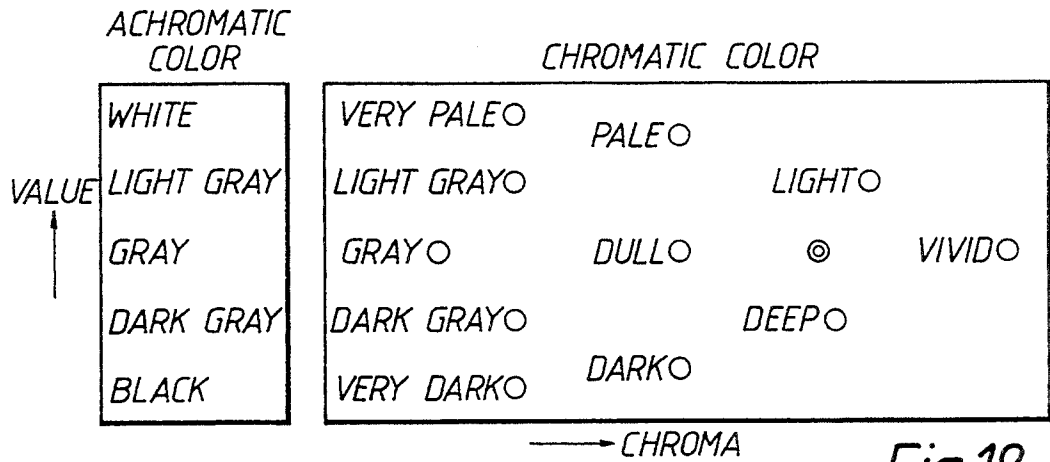 ACHROMATIC
COLOR
CHROMATIC COLOR
WHITE
LIGHT GRAY
GRAY
DARK GRAY
BLACK
VALUE
VERY PALE○
PALE○
LIGHT GRAY○
LIGHT○
GRAY○
DULL○
◎
VIVID○
DARK GRAY○
DEEP○
VERY DARK○
DARK○
CHROMA